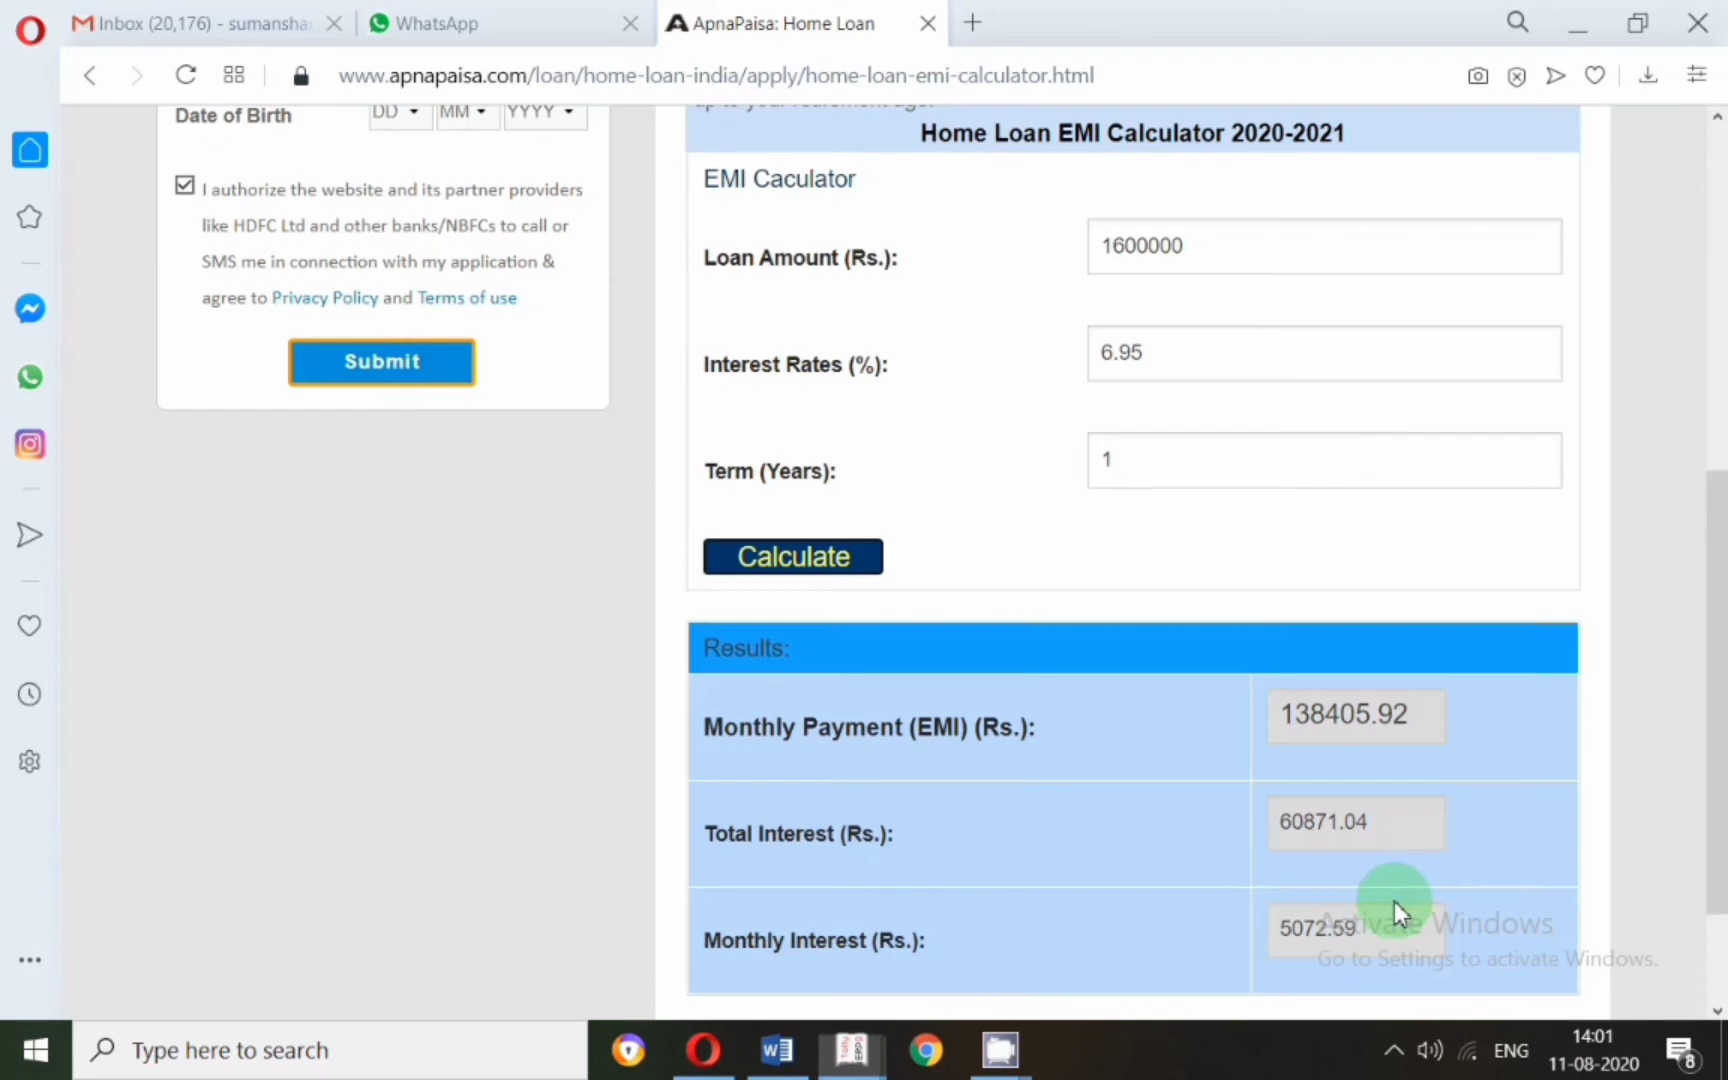 Inbox (20,176) - sumansha
WhatsApp
ApnaPaisa: Home Loan
www.apnapaisa.com/loan/home-loan-india/apply/home-loan-emi-calculator.html
Date of Birth
DD MM YYYY
I authorize the website and its partner providers
like HDFC Ltd and other banks/NBFCs to call or
SMS me in connection with my application &
agree to Privacy Policy and Terms of use
Submit
Home Loan EMI Calculator 2020-2021
EMI Caculator
Loan Amount (Rs.):
1600000
Interest Rates (%):
6.95
Term (Years):
1
Calculate
Results:
Monthly Payment (EMI) (Rs.):
138405.92
Total Interest (Rs.):
60871.04
Monthly Interest (Rs.):
5072.59
Activate Windows
Go to Settings to activate Windows.
Type here to search
ENG
14:01
11-08-2020
8